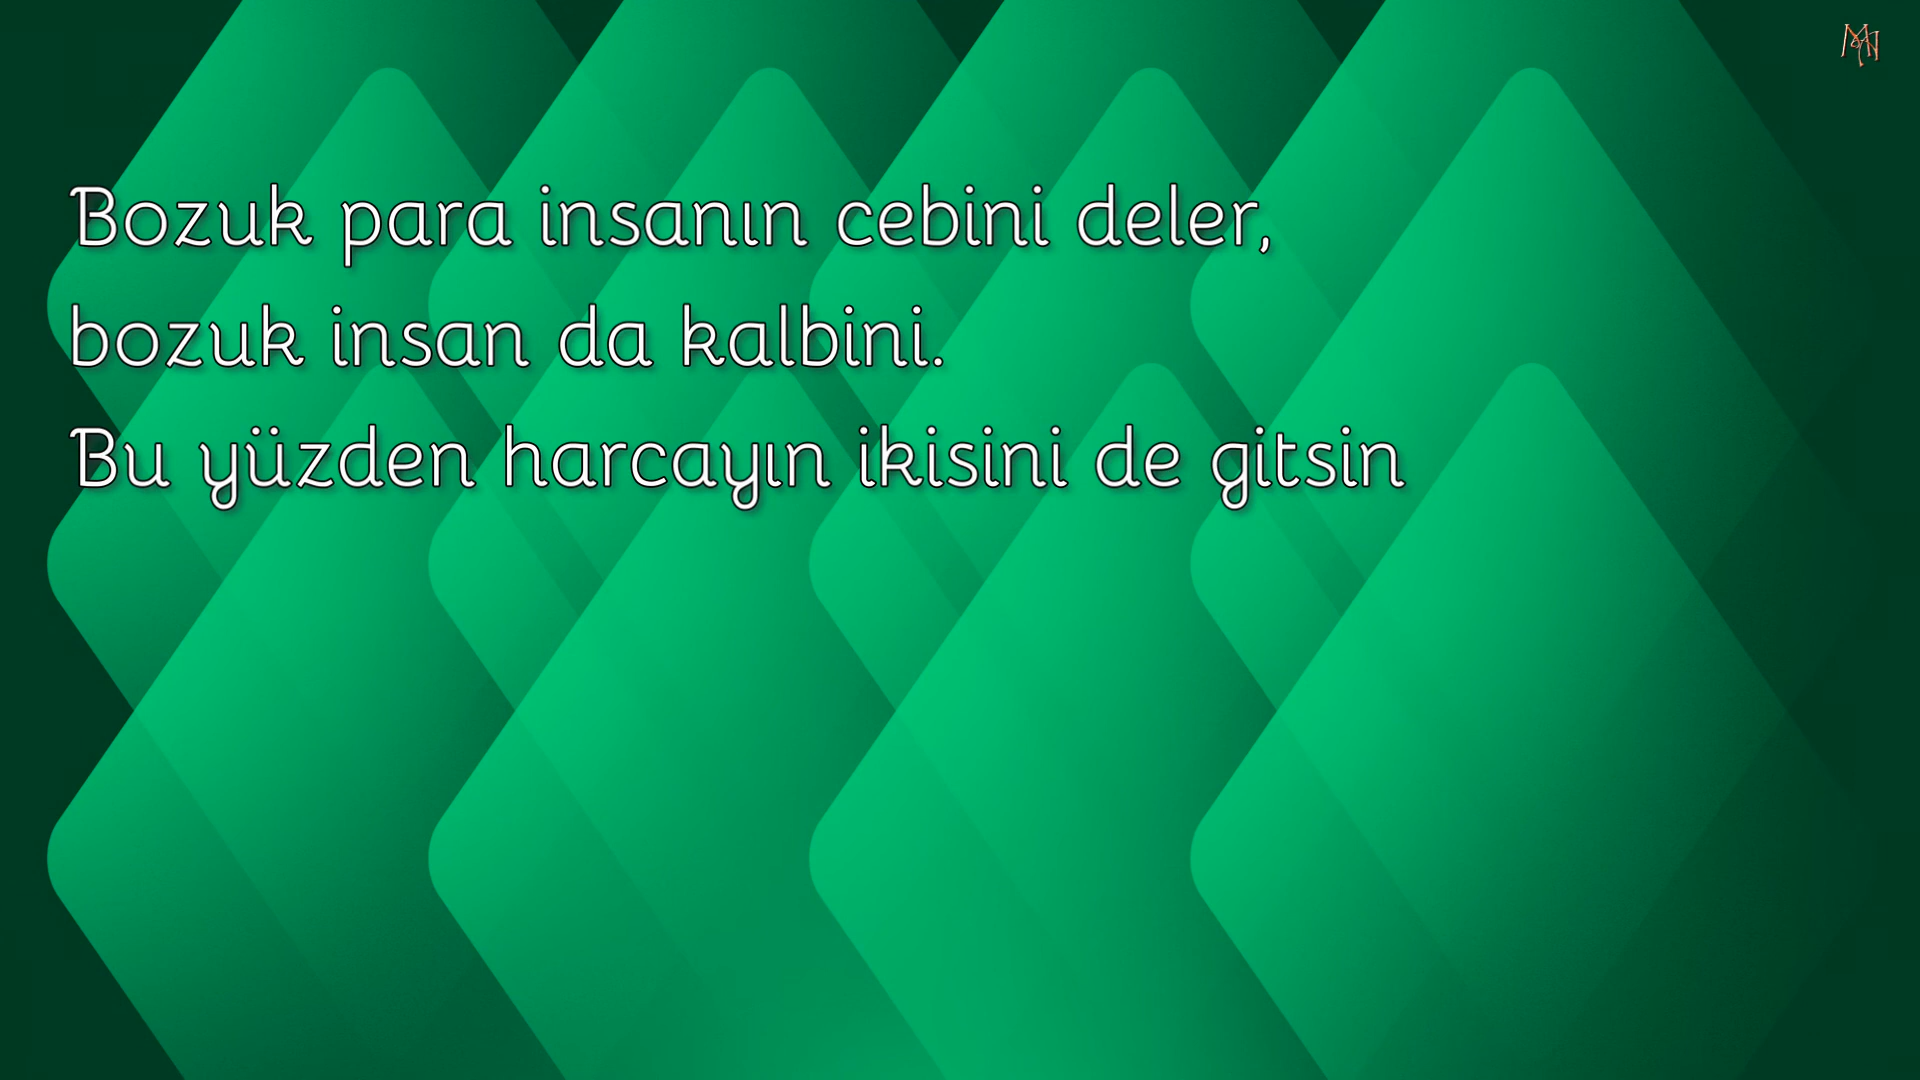 Bozuk para insanın cebini deler,
bozuk insan da kalbini.
Bu yüzden harcayın ikisini de gitsin